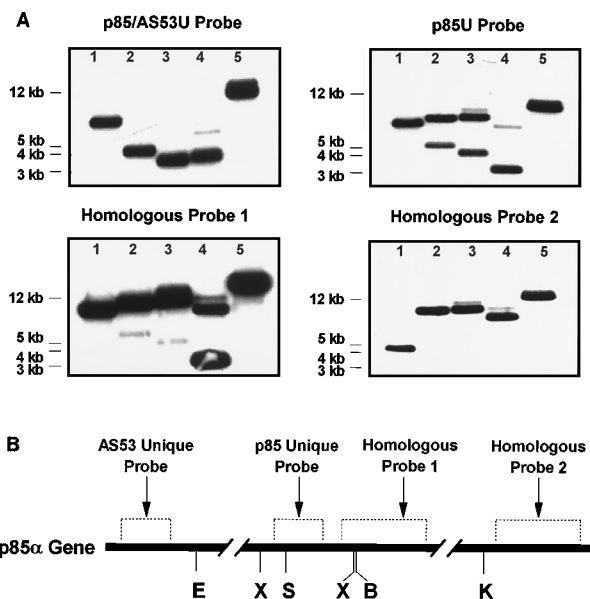 A
p85/AS53U Probe
1 2 3 4 5
12 kb
5 kb
4 kb
3 kb
p85U Probe
1 2 3 4 5
12 kb
5 kb
4 kb
3 kb
Homologous Probe 1
1 2 3 4 5
12 kb
5 kb
4 kb
3 kb
Homologous Probe 2
1 2 3 4 5
12 kb
5 kb
4 kb
3 kb
B
AS53 Unique
Probe
p85 Unique
Probe
Homologous
Probe 1
Homologous
Probe 2
p85α Gene
E X S X B K